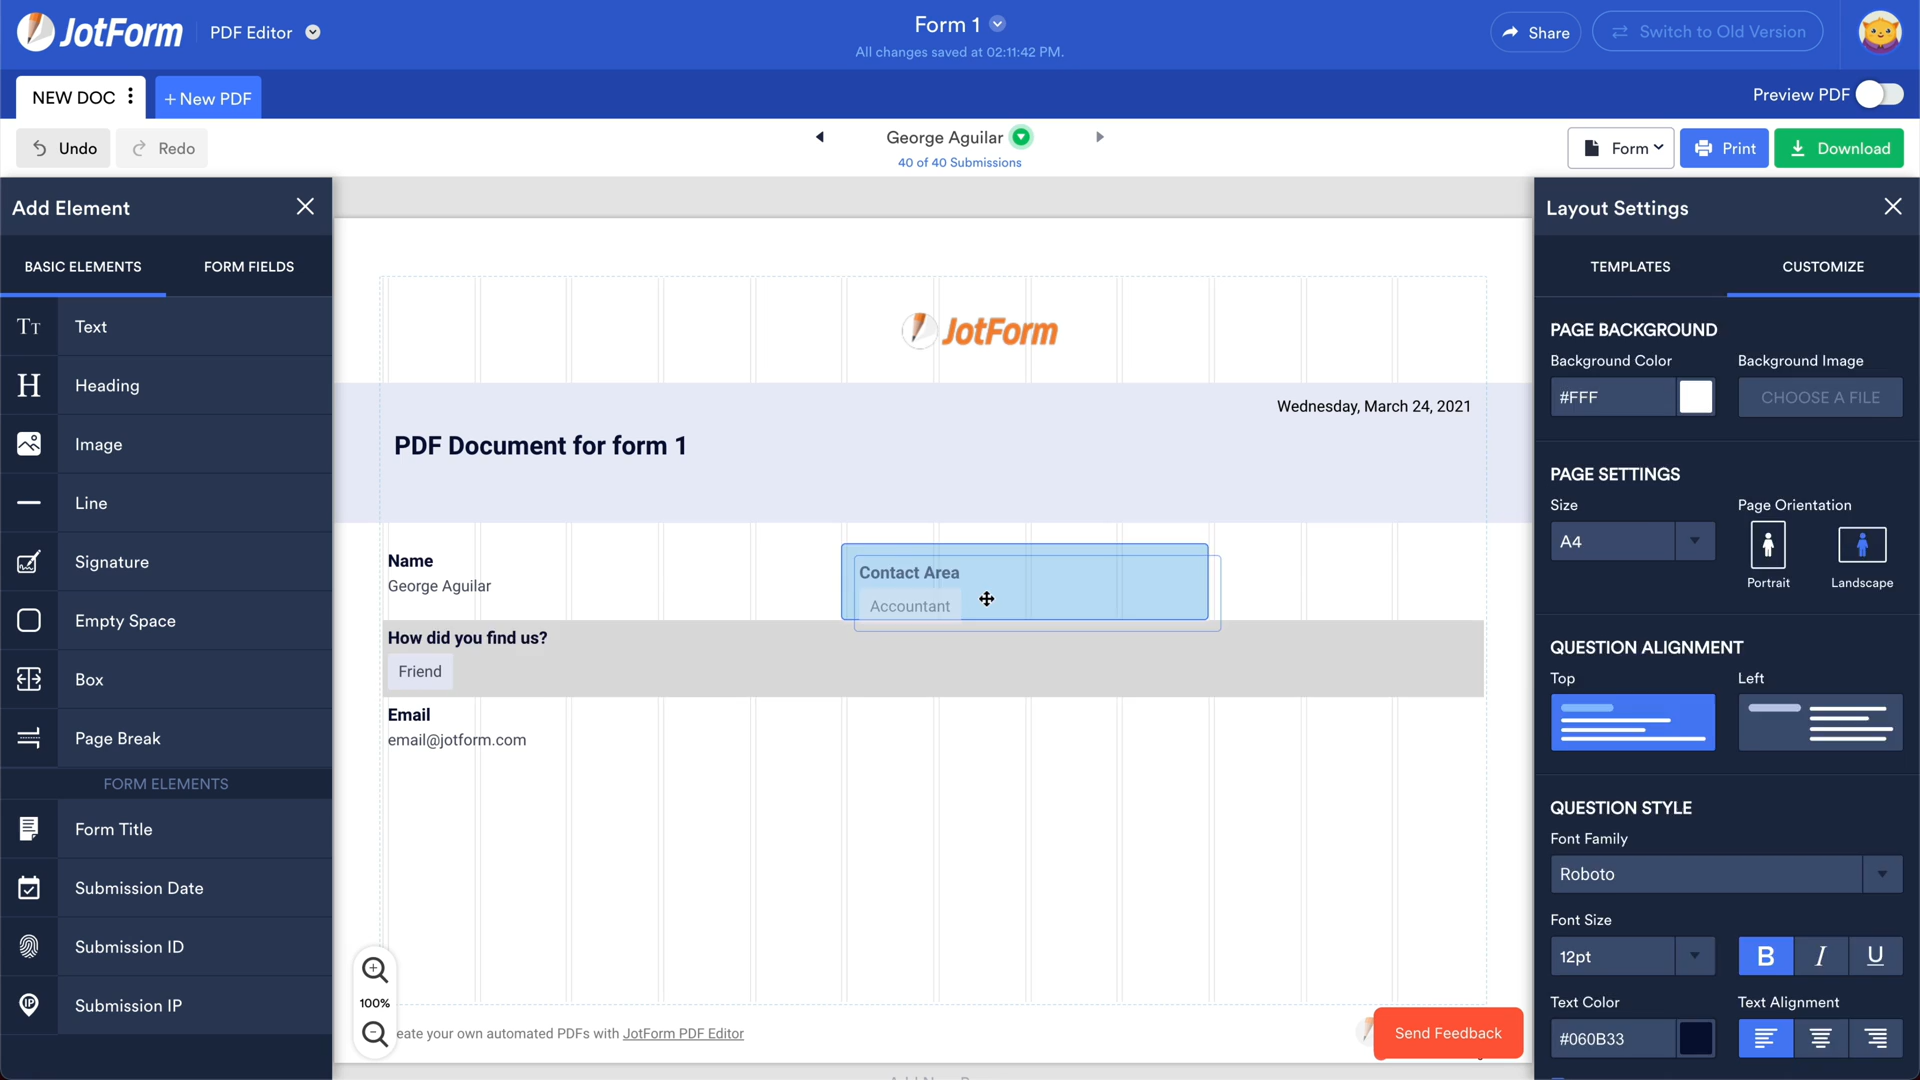 JotForm
PDF Editor
Form 1
All changes saved at 02:11:42 PM.
Share
Switch to Old Version
NEW DOC
+ New PDF
Preview PDF
Undo
Redo
George Aguilar
40 of 40 Submissions
Form
Print
Download
Add Element
BASIC ELEMENTS
FORM FIELDS
Text
Heading
Image
Line
Signature
Empty Space
Box
Page Break
FORM ELEMENTS
Form Title
Submission Date
Submission ID
Submission IP
JotForm
Wednesday, March 24, 2021
PDF Document for form 1
Name
George Aguilar
Contact Area
Accountant
How did you find us?
Friend
Email
email@jotform.com
100%
eate your own automated PDFs with JotForm PDF Editor
Send Feedback
Layout Settings
TEMPLATES
CUSTOMIZE
PAGE BACKGROUND
Background Color
Background Image
#FFF
CHOOSE A FILE
PAGE SETTINGS
Size
Page Orientation
A4
Portrait
Landscape
QUESTION ALIGNMENT
Top
Left
QUESTION STYLE
Font Family
Roboto
Font Size
12pt
B
I
U
Text Color
Text Alignment
#060B33